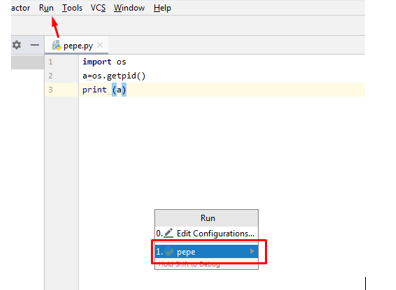 actor Run Tools VCS Window Help
pepe.py
1 import os
2 a=os.getpid()
3 print (a)
Run
0. Edit Configurations...
1. pepe
Hold Shift to Debug